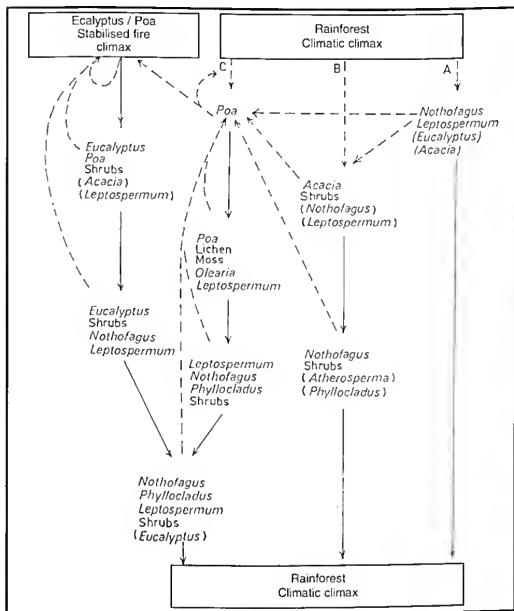 Ecalyptus / Poa
Stabilised fire
climax
Rainforest
Climatic climax
C
B
A
Poa
Nothofagus
Leptospermum
(Eucalyptus)
(Acacia)
Eucalyptus
Poa
Shrubs
(Acacia)
(Leptospermum)
Acacia
Shrubs
(Nothofagus)
(Leptospermum)
Poa
Lichen
Moss
Olearia
Leptospermum
Eucalyptus
Shrubs
Nothofagus
Leptospermum
Leptospermum
Nothofagus
Phyllocladus
Shrubs
Nothofagus
Shrubs
(Atherosperma)
(Phyllocladus)
Nothofagus
Phyllocladus
Leptospermum
Shrubs
(Eucalyptus)
Rainforest
Climatic climax